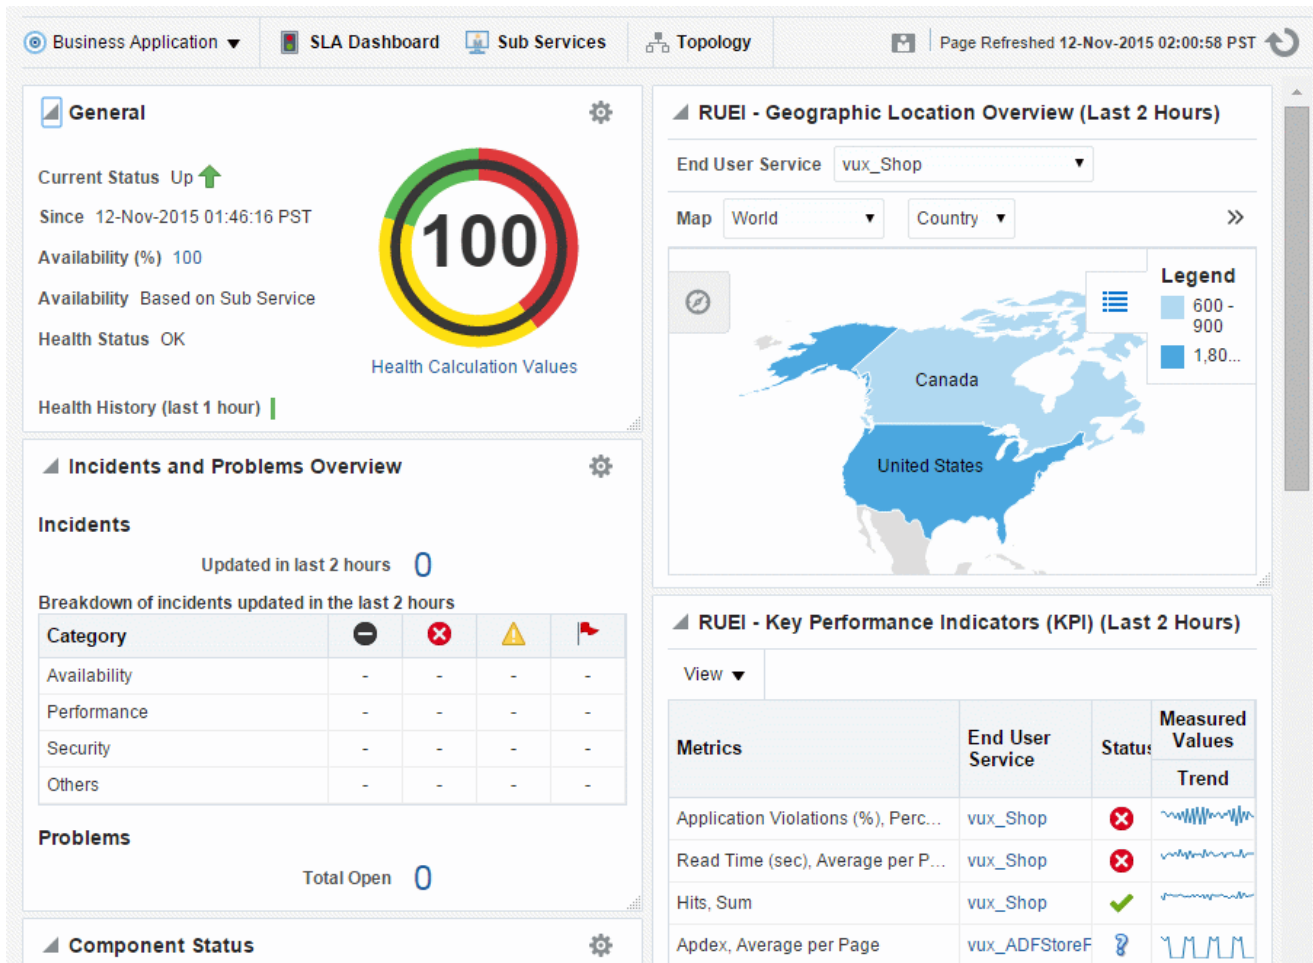 Business Application
SLA Dashboard
Sub Services
Topology
Page Refreshed 12-Nov-2015 02:00:58 PST
General
Current Status Up
Since 12-Nov-2015 01:46:16 PST
Availability (%) 100
Availability Based on Sub Service
Health Status OK
100
Health Calculation Values
Health History (last 1 hour)
Incidents and Problems Overview
Incidents
Updated in last 2 hours 0
Breakdown of incidents updated in the last 2 hours
Category
Availability - - - -
Performance - - - -
Security - - - -
Others - - - -
Problems
Total Open 0
Component Status
RUEI - Geographic Location Overview (Last 2 Hours)
End User Service vux_Shop
Map World Country
Legend
600 -
900
1,80...
Canada
United States
RUEI - Key Performance Indicators (KPI) (Last 2 Hours)
View
Metrics
End User
Service
Status
Measured
Values
Trend
Application Violations (%), Perc... vux_Shop
Read Time (sec), Average per P... vux_Shop
Hits, Sum vux_Shop
Apdex, Average per Page vux_ADFStoreF